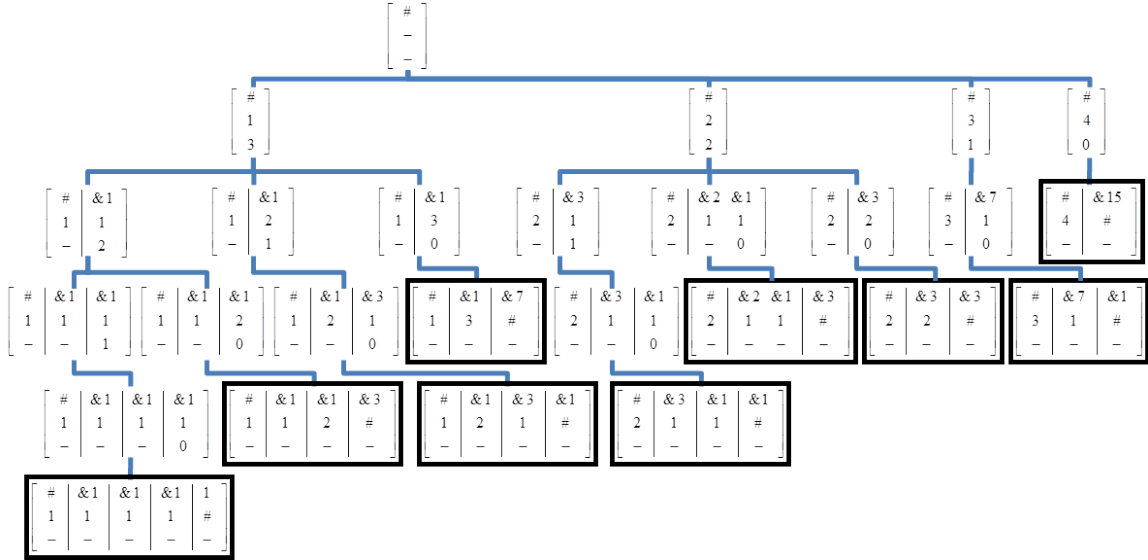 #
–
–
# # # #
1 2 3 4
3 2 1 0
# &1 # &1 # &1 # &3 # &2 &1 # &3 # &7 # &15
1 1 1 2 1 3 2 1 2 1 1 2 2 3 1 4 #
– 2 – 1 – 0 – 1 – – 0 – 0 – 0 – –
# &1 &1 # &1 &1 # &1 &3 # &1 &7 # &3 &1 # &2 &1 &3 # &3 &3 # &7 &1
1 1 1 1 1 2 1 2 1 1 3 # 2 1 1 2 1 1 # 2 2 # 3 1 #
– – 1 – – 0 – – 0 – – – – – 0 – – – – – – – – – –
# &1 &1 &1 # &1 &1 &3 # &1 &3 &1 # &3 &1 &1
1 1 1 1 1 1 2 # 1 2 1 # 2 1 1 #
– – – 0 – – – – – – – – – – – –
# &1 &1 &1 1
1 1 1 1 #
– – – – –